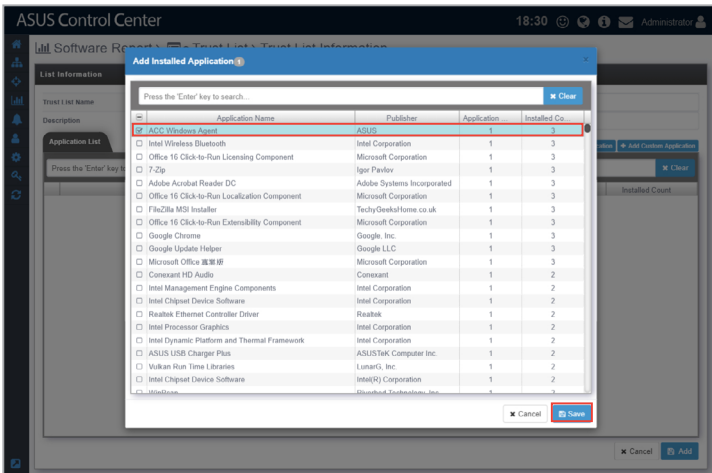 ASUS Control Center
18:30 Administrator
Software Report > Trust List > Trust List Information
List Information
Trust List Name
Description
Application List
Add Custom Application
Press the 'Enter' key to
Clear
Installed Count
Add Installed Application 1
Press the 'Enter' key to search...
Clear
Application Name Publisher Application ... Installed Co...
ACC Windows Agent ASUS 1 3
Intel Wireless Bluetooth Intel Corporation 1 3
Office 16 Click-to-Run Licensing Component Microsoft Corporation 1 3
7-Zip Igor Pavlov 1 3
Adobe Acrobat Reader DC Adobe Systems Incorporated 1 3
Office 16 Click-to-Run Localization Component Microsoft Corporation 1 3
FileZilla MSI Installer TechyGeeksHome.co.uk 1 3
Office 16 Click-to-Run Extensibility Component Microsoft Corporation 1 3
Google Chrome Google, Inc. 1 3
Google Update Helper Google LLC 1 3
Microsoft Office Microsoft Corporation 1 3
Conexant HD Audio Conexant 1 2
Intel Management Engine Components Intel Corporation 1 2
Intel Chipset Device Software Intel Corporation 1 2
Realtek Ethernet Controller Driver Realtek 1 2
Intel Processor Graphics Intel Corporation 1 2
Intel Dynamic Platform and Thermal Framework Intel Corporation 1 2
ASUS USB Charger Plus ASUSTeK Computer Inc 1 2
Vulkan Run Time Libraries LunarG, Inc. 1 2
Intel Chipset Device Software Intel(R) Corporation 1 2
Cancel Save
Cancel Add